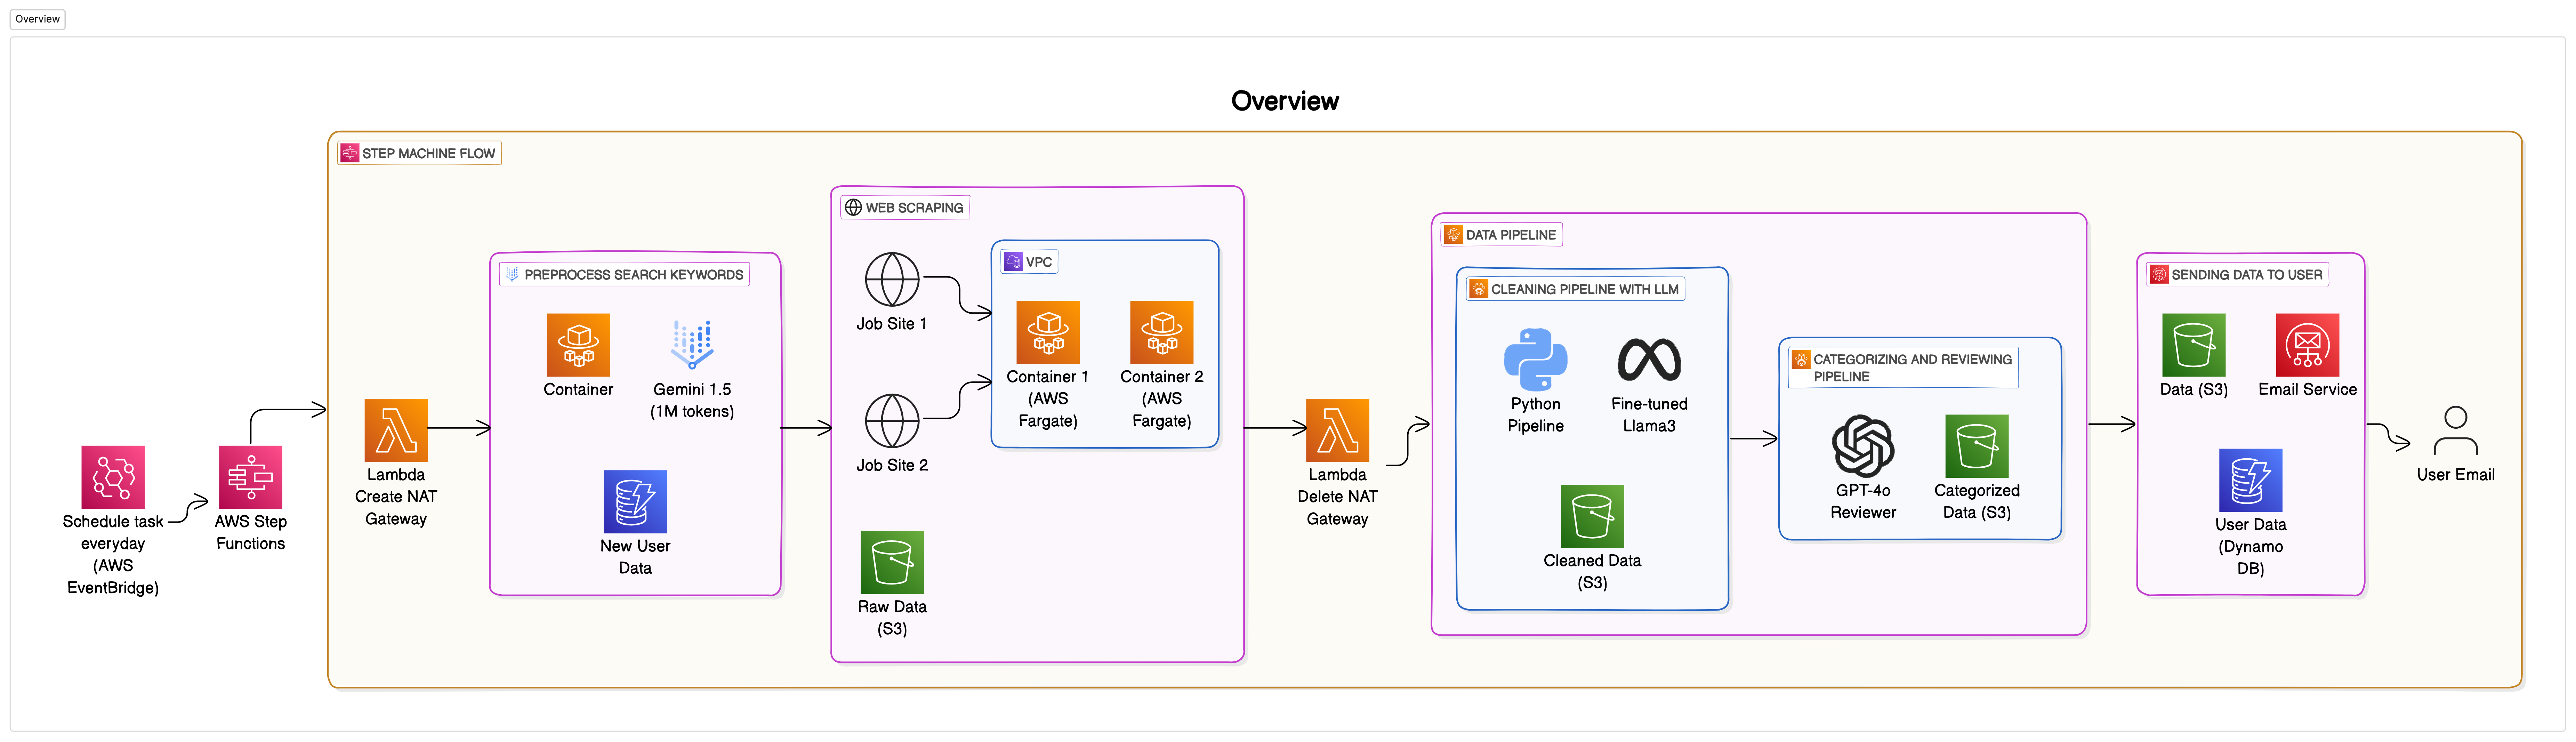 Overview
Overview
STEP MACHINE FLOW
Schedule task
everyday
(AWS
EventBridge)
AWS Step
Functions
Lambda
Create NAT
Gateway
PREPROCESS SEARCH KEYWORDS
Container
Gemini 1.5
(1M tokens)
New User
Data
WEB SCRAPING
Job Site 1
Job Site 2
VPC
Container 1
(AWS
Fargate)
Container 2
(AWS
Fargate)
Raw Data
(S3)
Lambda
Delete NAT
Gateway
DATA PIPELINE
CLEANING PIPELINE WITH LLM
Python
Pipeline
Fine-tuned
Llama3
Cleaned Data
(S3)
CATEGORIZING AND REVIEWING
PIPELINE
GPT-4o
Reviewer
Categorized
Data (S3)
SENDING DATA TO USER
Data (S3)
Email Service
User Data
(Dynamo
DB)
User Email